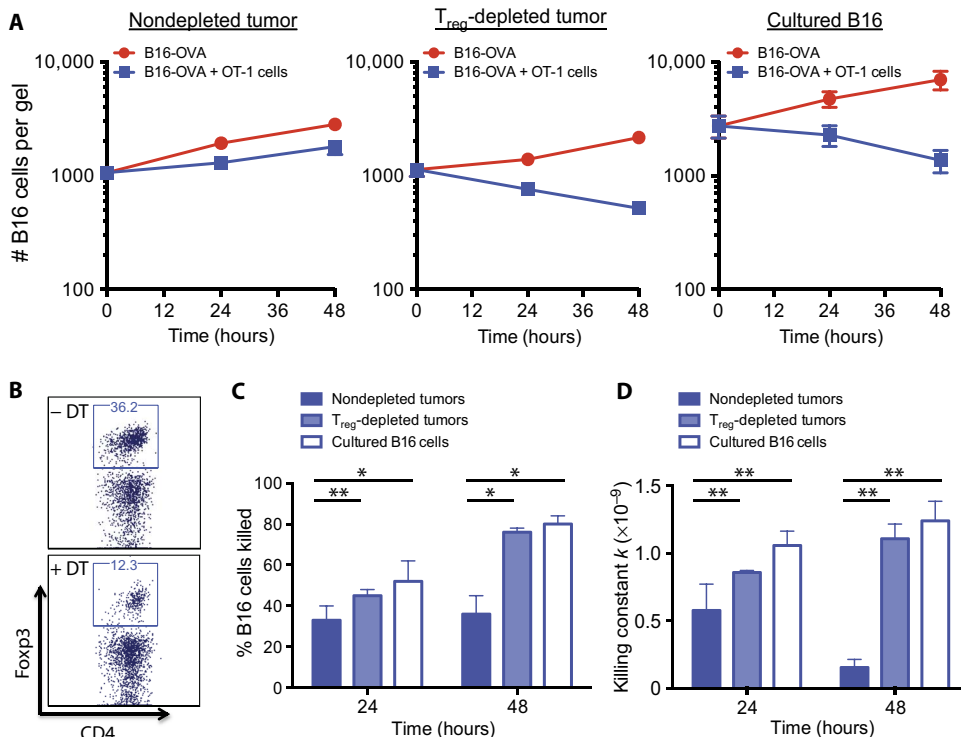 A
Nondepleted tumor
Treg-depleted tumor
Cultured B16
B16-OVA
B16-OVA + OT-1 cells
B16-OVA
B16-OVA + OT-1 cells
B16-OVA
B16-OVA + OT-1 cells
# B16 cells per gel
10,000
1000
100
10,000
1000
100
10,000
1000
100
0 12 24 36 48
0 12 24 36 48
0 12 24 36 48
Time (hours)
Time (hours)
Time (hours)
B
– DT
36.2
+ DT
12.3
Foxp3
CD4
C
Nondepleted tumors
Treg-depleted tumors
Cultured B16 cells
% B16 cells killed
100
80
60
40
20
0
*
**
*
*
24 48
Time (hours)
D
Nondepleted tumors
Treg-depleted tumors
Cultured B16 cells
Killing constant k (×10–9)
1.5
1.0
0.5
0
**
**
**
**
24 48
Time (hours)